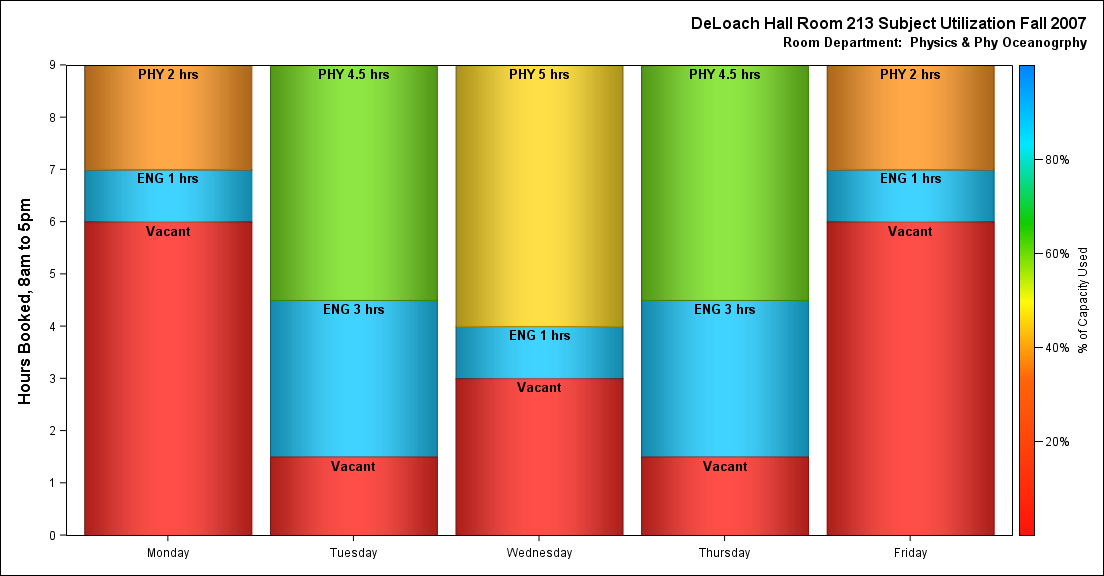 DeLoach Hall Room 213 Subject Utilization Fall 2007
Room Department:  Physics & Phy Oceanogrphy
Hours Booked, 8am to 5pm
9
8
7
6
5
4
3
2
1
0
PHY 2 hrs
ENG 1 hrs
Vacant
PHY 4.5 hrs
ENG 3 hrs
Vacant
PHY 5 hrs
ENG 1 hrs
Vacant
PHY 4.5 hrs
ENG 3 hrs
Vacant
PHY 2 hrs
ENG 1 hrs
Vacant
Monday
Tuesday
Wednesday
Thursday
Friday
80%
60%
40%
20%
% of Capacity Used